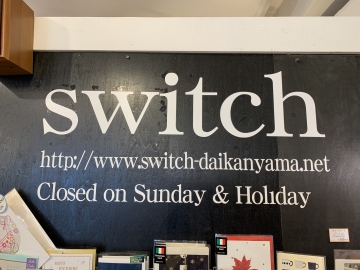 switch
http://www.switch-daikanyama.net
Closed on Sunday & Holiday